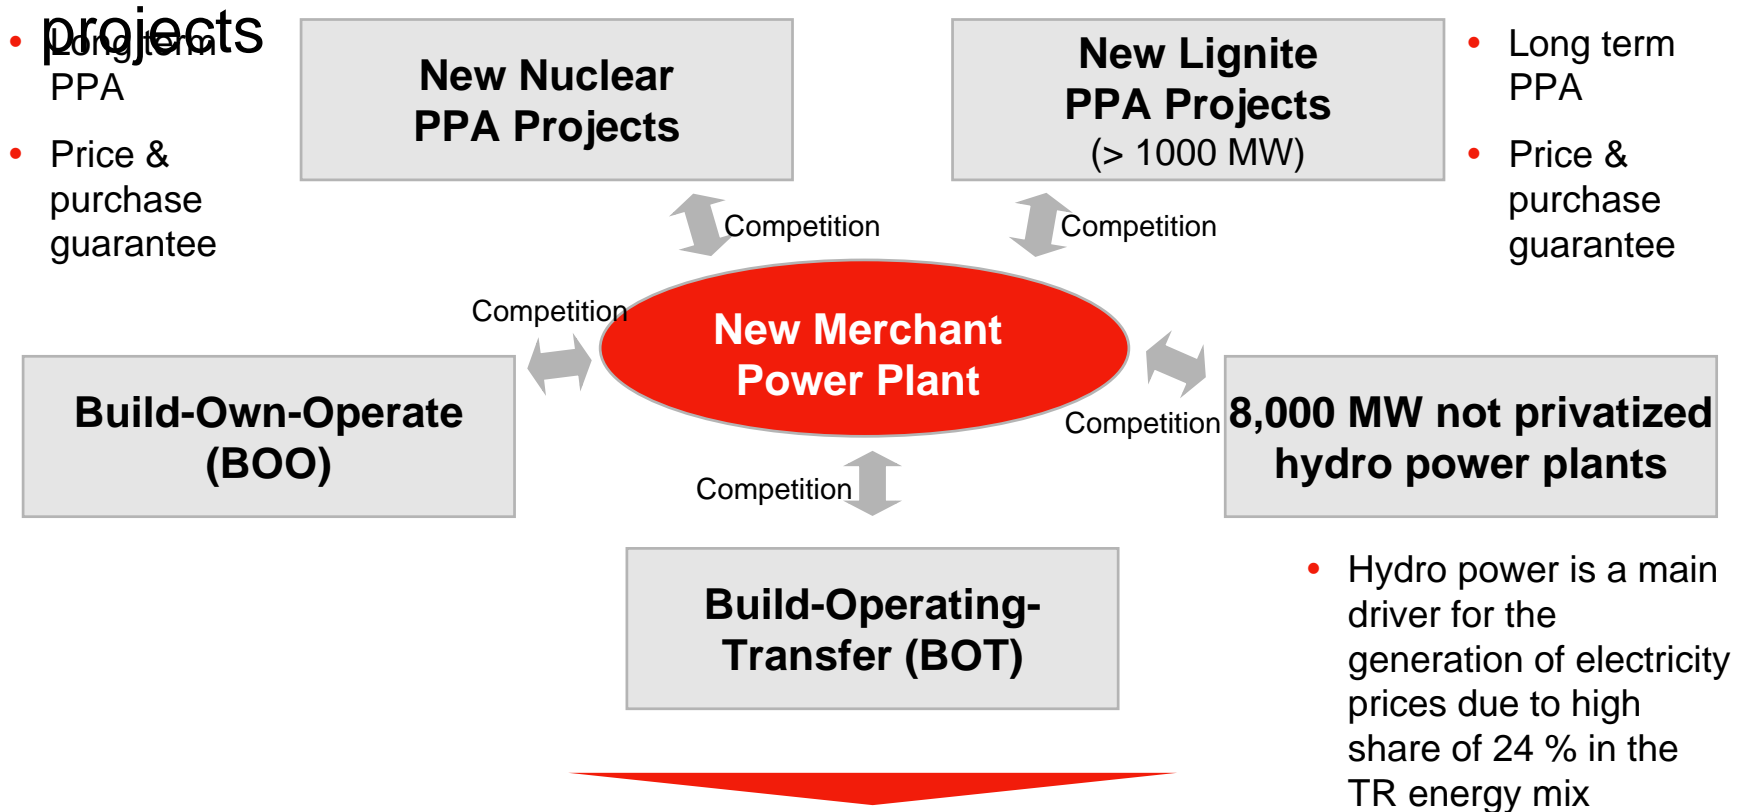 projects
• Long term
PPA
• Price &
purchase
guarantee
New Nuclear
PPA Projects
New Lignite
PPA Projects
(> 1000 MW)
• Long term
PPA
• Price &
purchase
guarantee
Competition
Competition
Competition
New Merchant
Power Plant
Build-Own-Operate
(BOO)
Competition
8,000 MW not privatized
hydro power plants
Competition
Build-Operating-
Transfer (BOT)
• Hydro power is a main
driver for the
generation of electricity
prices due to high
share of 24 % in the
TR energy mix